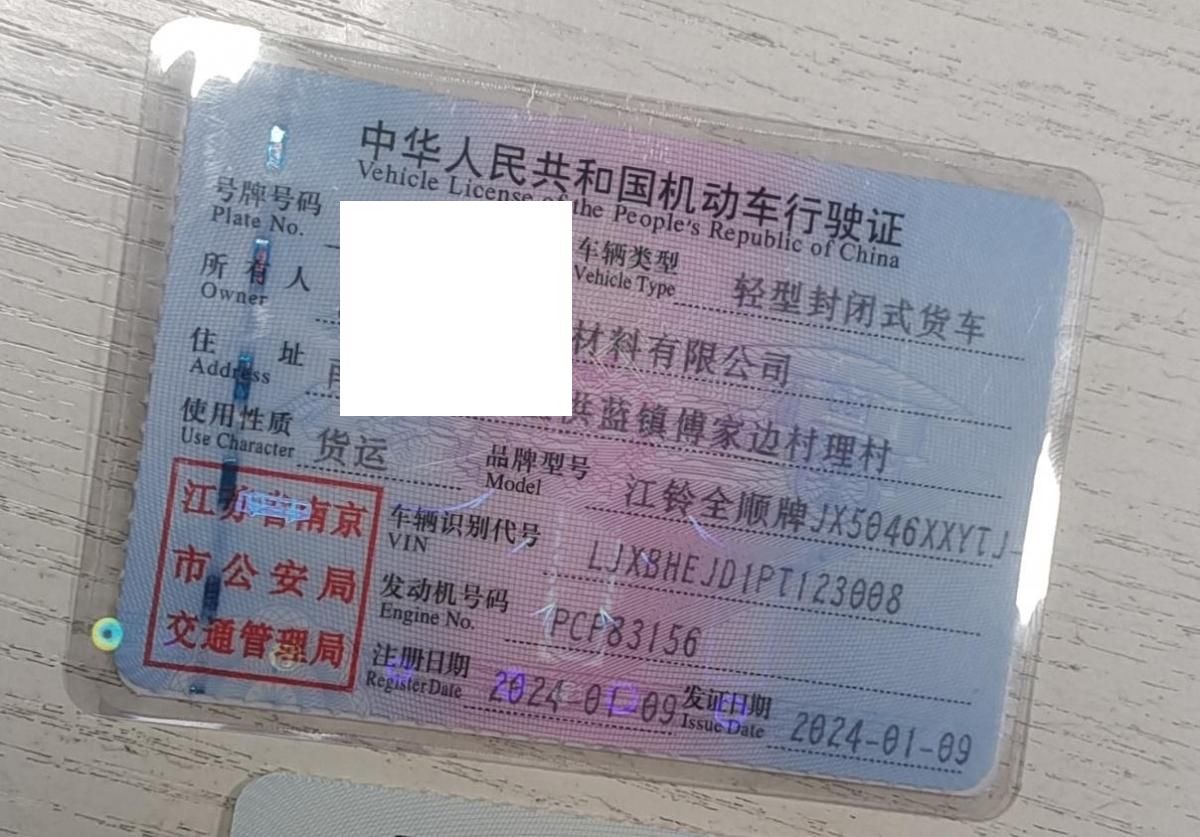 中华人民共和国机动车行驶证
Vehicle License of the People's Republic of China
号牌号码
Plate No.
车辆类型
Vehicle Type
轻型封闭式货车
所有人
Owner
材料有限公司
住址
Address
洪蓝镇傅家边村理村
使用性质
Use Character
货运
品牌型号
Model
江铃全顺牌JX5046XXYTJ-
江苏省南京
市公安局
交通管理局
车辆识别代号
VIN
LJXBHEJD1PT123008
发动机号码
Engine No.
PCP83156
注册日期
Register Date
2024-01-09
发证日期
Issue Date
2024-01-09